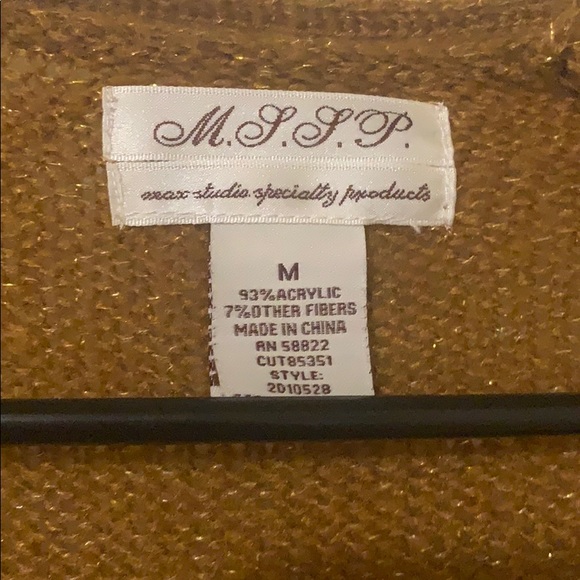 M.S.S.P.
max studio specialty products
M
93%ACRYLIC
7%OTHER FIBERS
MADE IN CHINA
RN 58822
CUT85351
STYLE:
2D10528